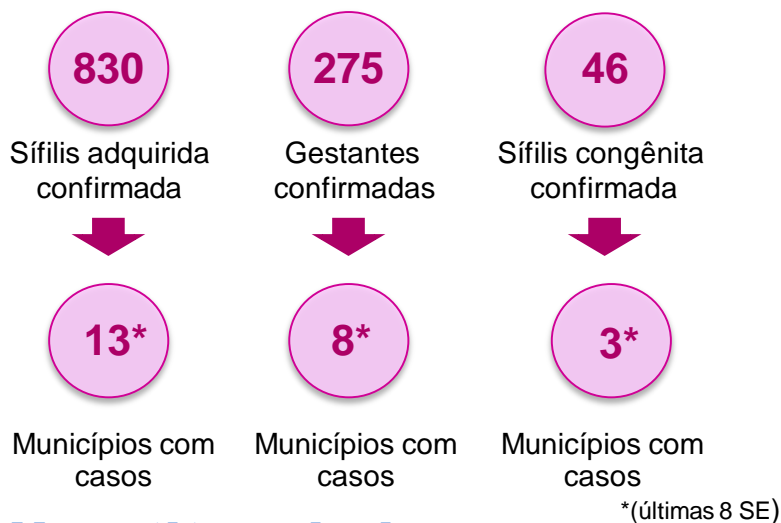 830
275
46
Sífilis adquirida
confirmada
Gestantes
confirmadas
Sífilis congênita
confirmada
13*
8*
3*
Municípios com
casos
Municípios com
casos
Municípios com
casos
*(últimas 8 SE)